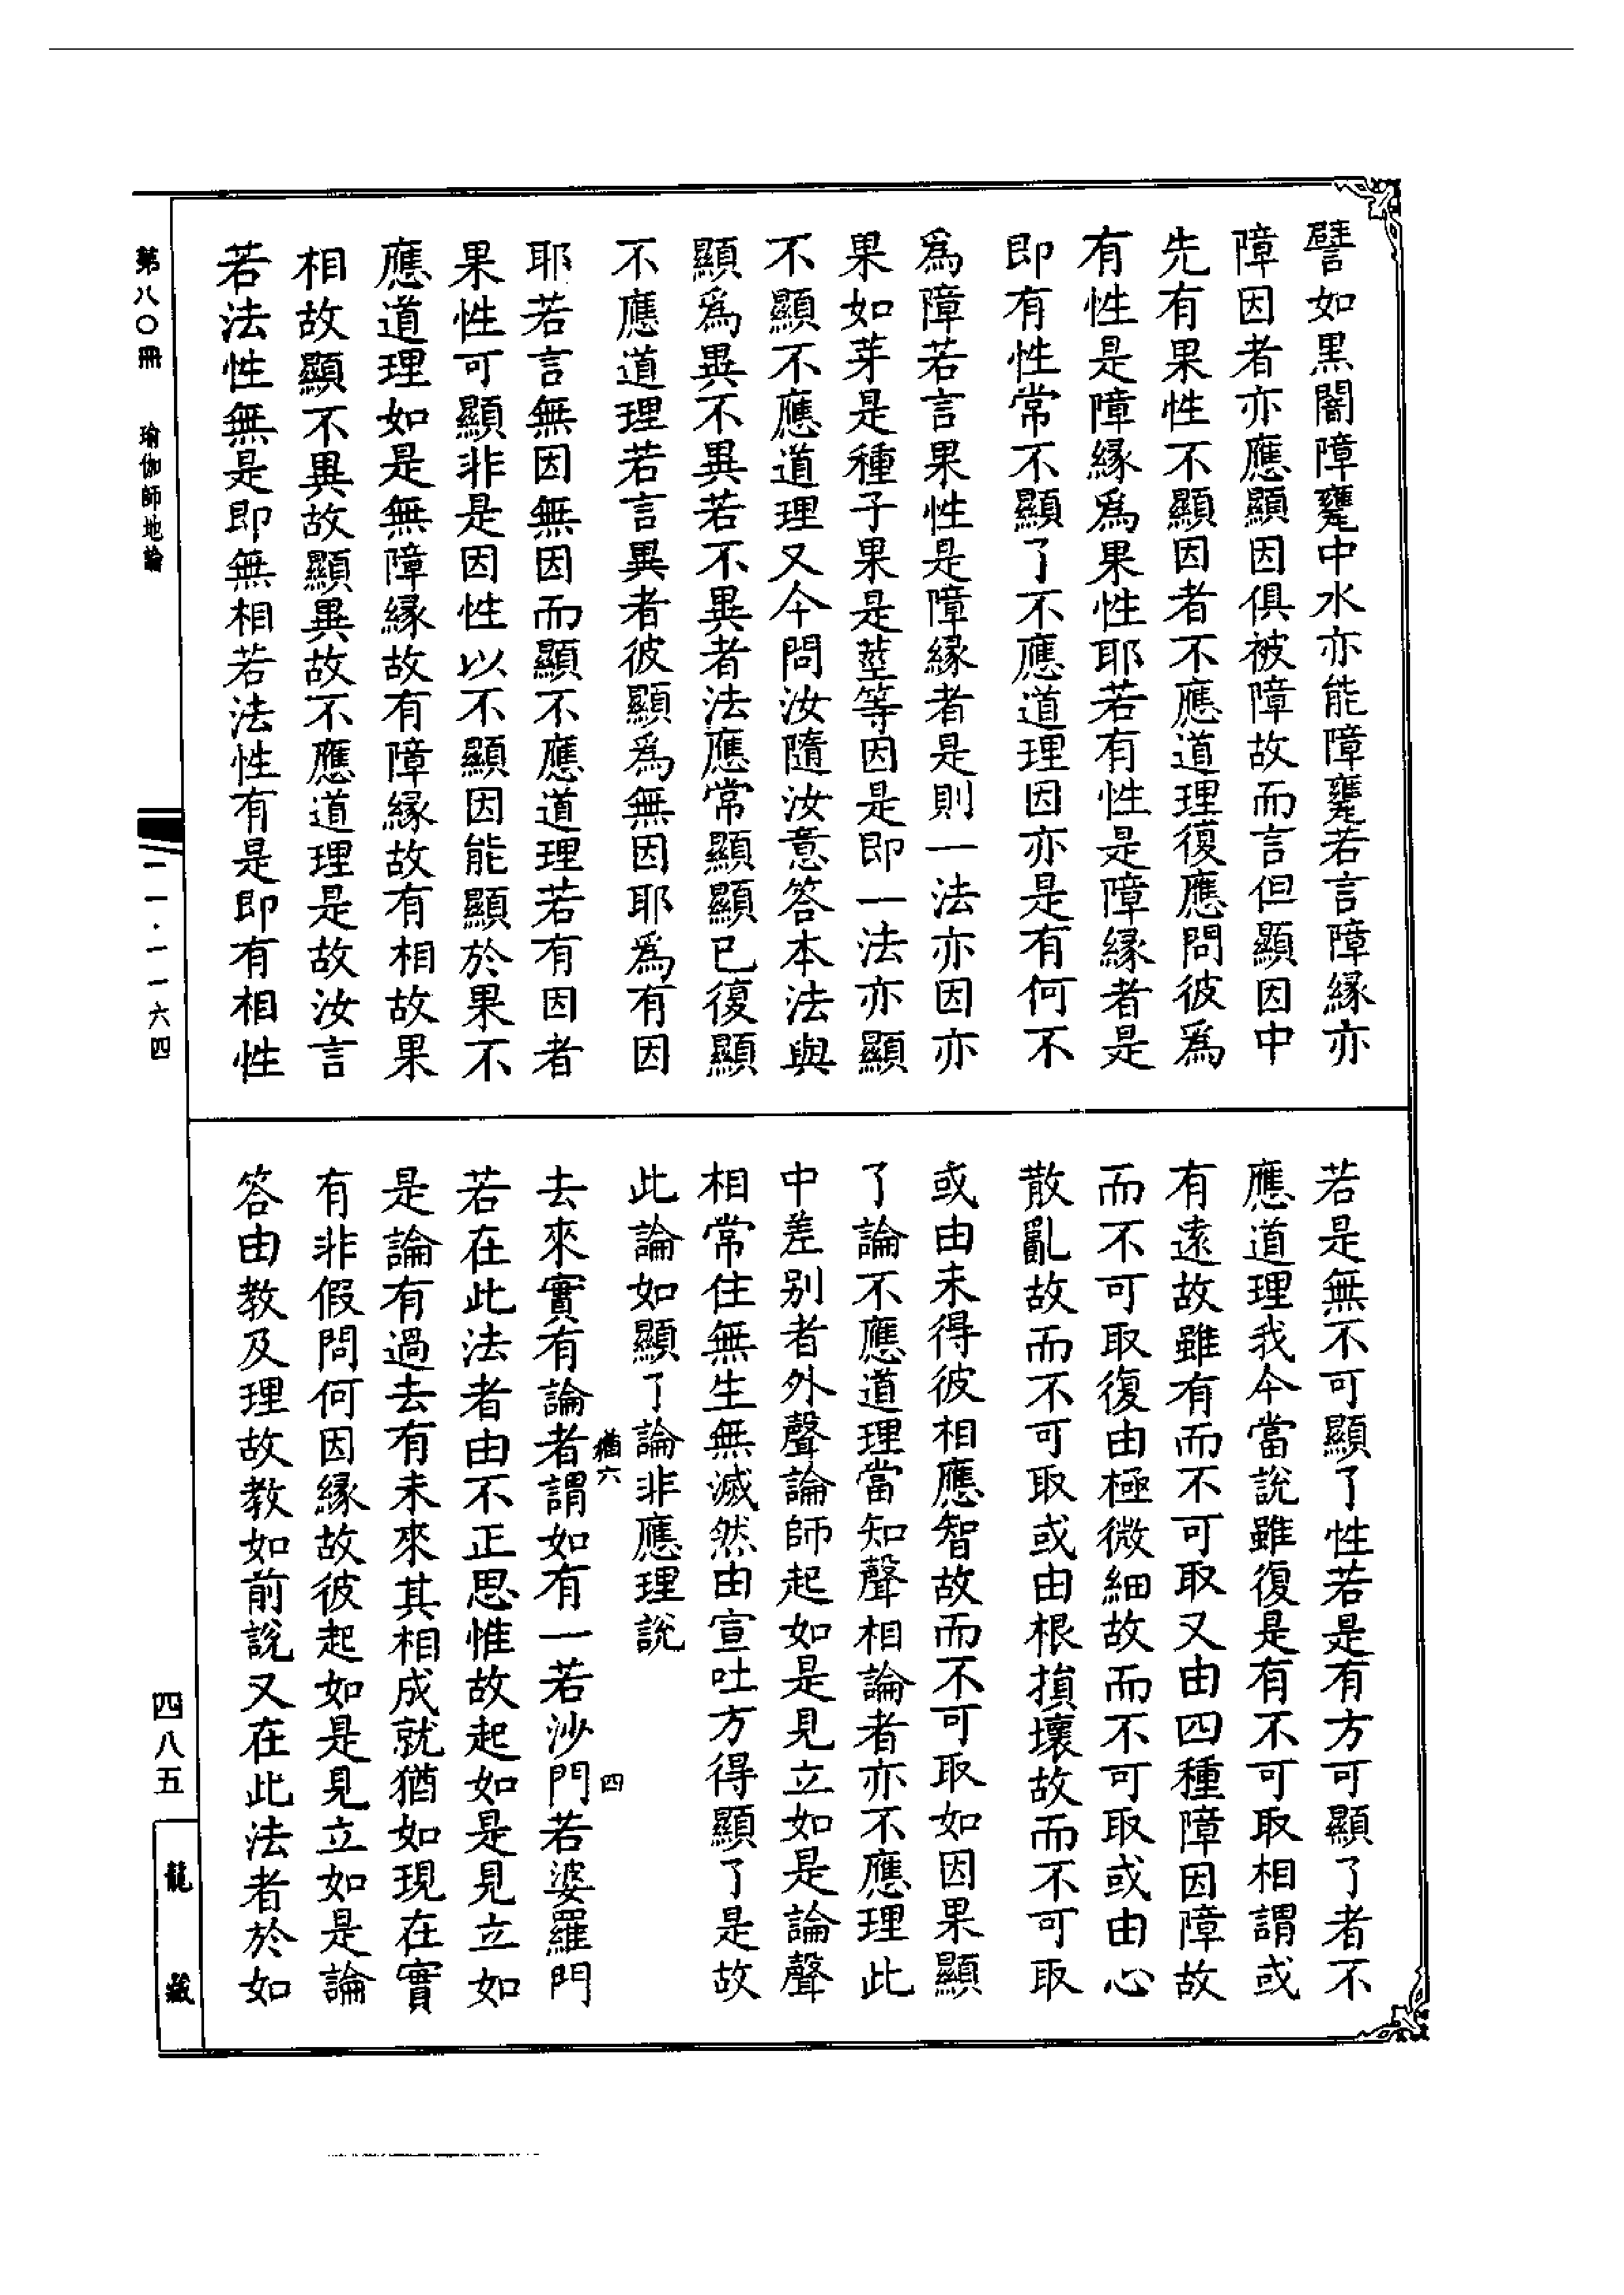 譬如黒闇障甕中水亦能障甕若言障縁亦
障因者亦應顯因俱被障故而言但顯因中
先有果性不顯因者不應道理復應問彼爲
有性是障縁爲果性耶若有性是障縁者是
即有性常不顯了不應道理因亦是有何不
爲障若言果性是障縁者是則一法亦因亦
果如芽是種子果是莖等因是即一法亦顯
不顯不應道理又今問汝隨汝意答本法與
顯爲異不異若不異者法應常顯顯已復顯
不應道理若言異者彼顯爲無因耶爲有因
耶若言無因無因而顯不應道理若有因者
果性可顯非是因性以不顯因能顯於果不
應道理如是無障縁故有障縁故有相故果
相故顯不異故顯異故不應道理是故汝言
若法性無是即無相若法性有是即有相性
若是無不可顯了性若是有方可顯了者不
應道理我今當說雖復是有不可取相謂或
有遠故雖有而不可取又由四種障因障故
而不可取復由極微細故而不可取或由心
散亂故而不可取或由根損壞故而不可取
或由未得彼相應智故而不可取如因果顯
了論不應道理當知聲相論者亦不應理此
中差别者外聲論師起如是見立如是論聲
相常住無生無滅然由宣吐方得顯了是故
此論如顯了論非應理說
猶六
四
去來實有論者謂如有一若沙門若婆羅門
若在此法者由不正思惟故起如是見立如
是論有過去有未來其相成就猶如現在實
有非假問何因縁故彼起如是見立如是論
答由教及理故教如前説又在此法者於如
第八〇冊
瑜伽師地論
二一·一一六四
四八五
龍藏